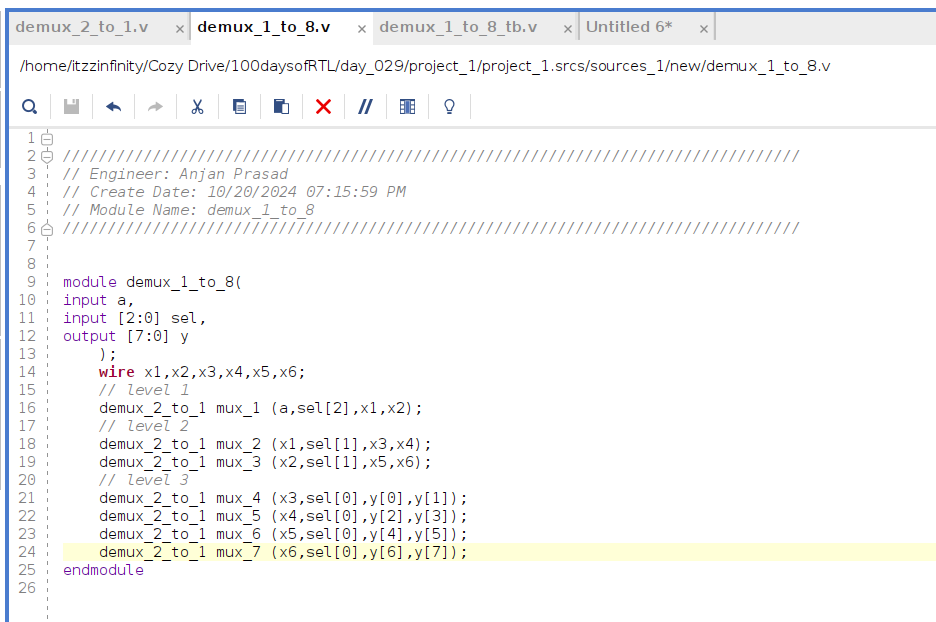 demux_2_to_1.v × demux_1_to_8.v × demux_1_to_8_tb.v × Untitled 6* ×
/home/itzzinfinity/Cozy Drive/100daysofRTL/day_029/project_1/project_1.srcs/sources_1/new/demux_1_to_8.v
1
2 //////////////////////////////////////////////////////////////////////////////////
3 // Engineer: Anjan Prasad
4 // Create Date: 10/20/2024 07:15:59 PM
5 // Module Name: demux_1_to_8
6 //////////////////////////////////////////////////////////////////////////////////
7
8
9 module demux_1_to_8(
10 input a,
11 input [2:0] sel,
12 output [7:0] y
13     );
14     wire x1,x2,x3,x4,x5,x6;
15     // level 1
16     demux_2_to_1 mux_1 (a,sel[2],x1,x2);
17     // level 2
18     demux_2_to_1 mux_2 (x1,sel[1],x3,x4);
19     demux_2_to_1 mux_3 (x2,sel[1],x5,x6);
20     // level 3
21     demux_2_to_1 mux_4 (x3,sel[0],y[0],y[1]);
22     demux_2_to_1 mux_5 (x4,sel[0],y[2],y[3]);
23     demux_2_to_1 mux_6 (x5,sel[0],y[4],y[5]);
24     demux_2_to_1 mux_7 (x6,sel[0],y[6],y[7]);
25 endmodule
26